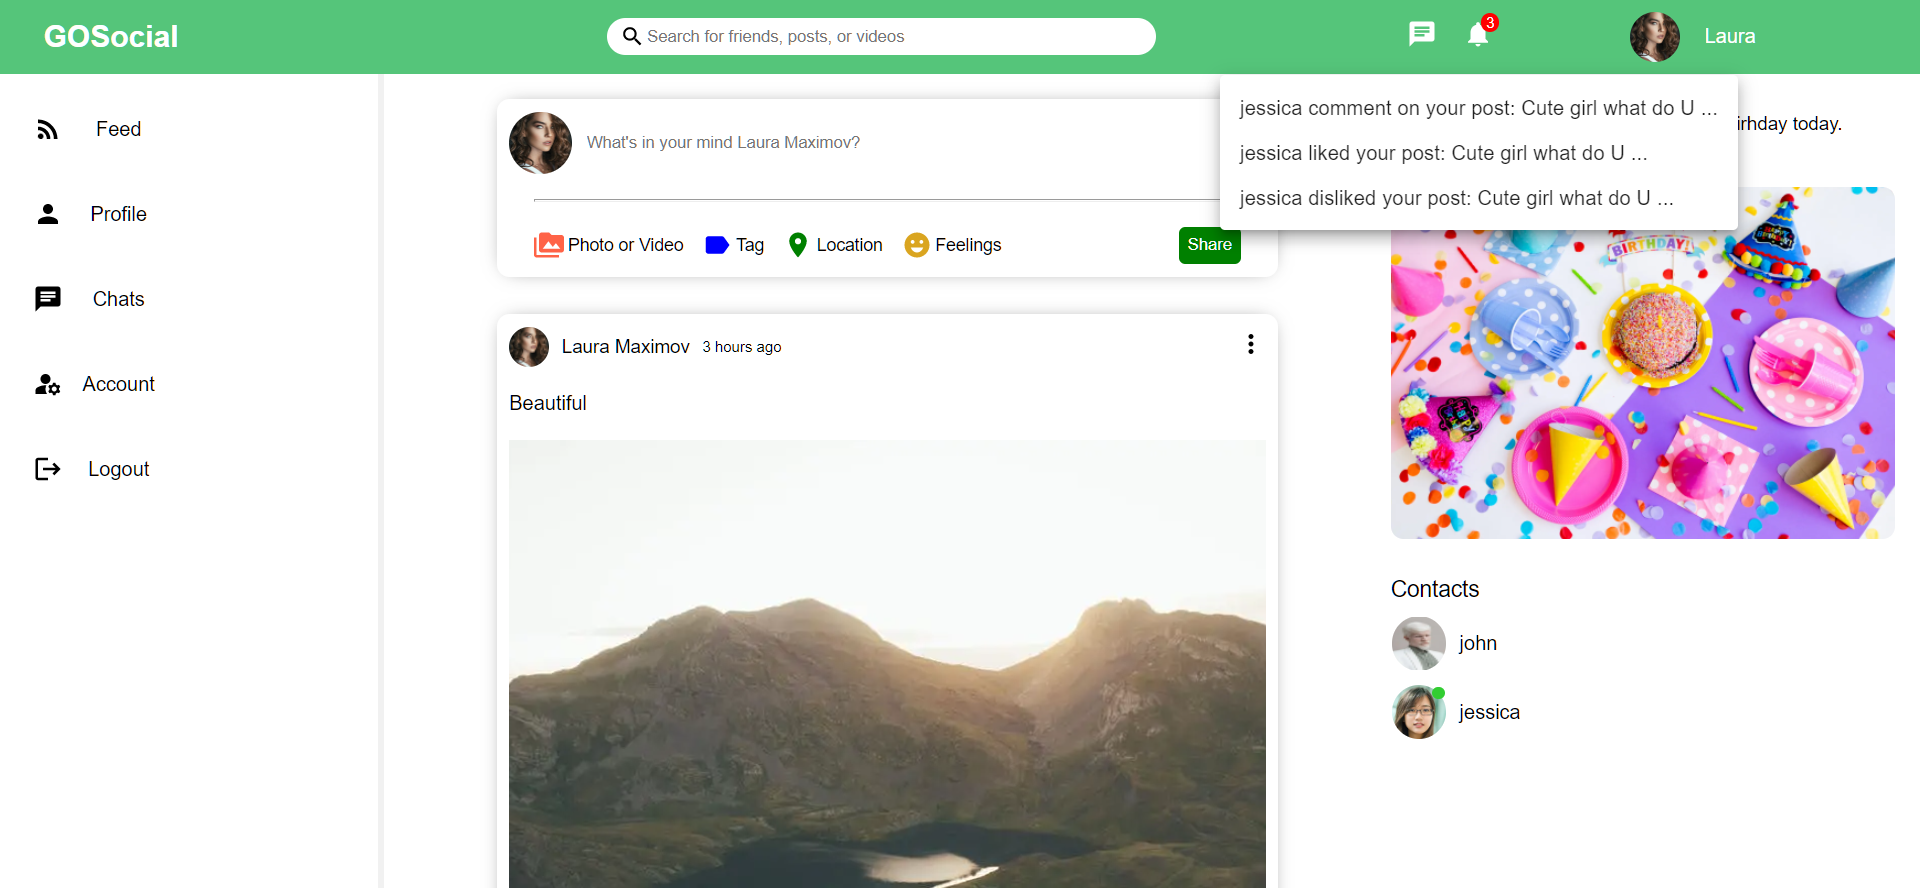 GOSocial
Search for friends, posts, or videos
3
Laura
Feed
Profile
Chats
Account
Logout
What's in your mind Laura Maximov?
Photo or Video
Tag
Location
Feelings
Share
jessica comment on your post: Cute girl what do U ...
jessica liked your post: Cute girl what do U ...
jessica disliked your post: Cute girl what do U ...
irhday today.
Laura Maximov 3 hours ago
Beautiful
BIRTHDAY!
Contacts
john
jessica